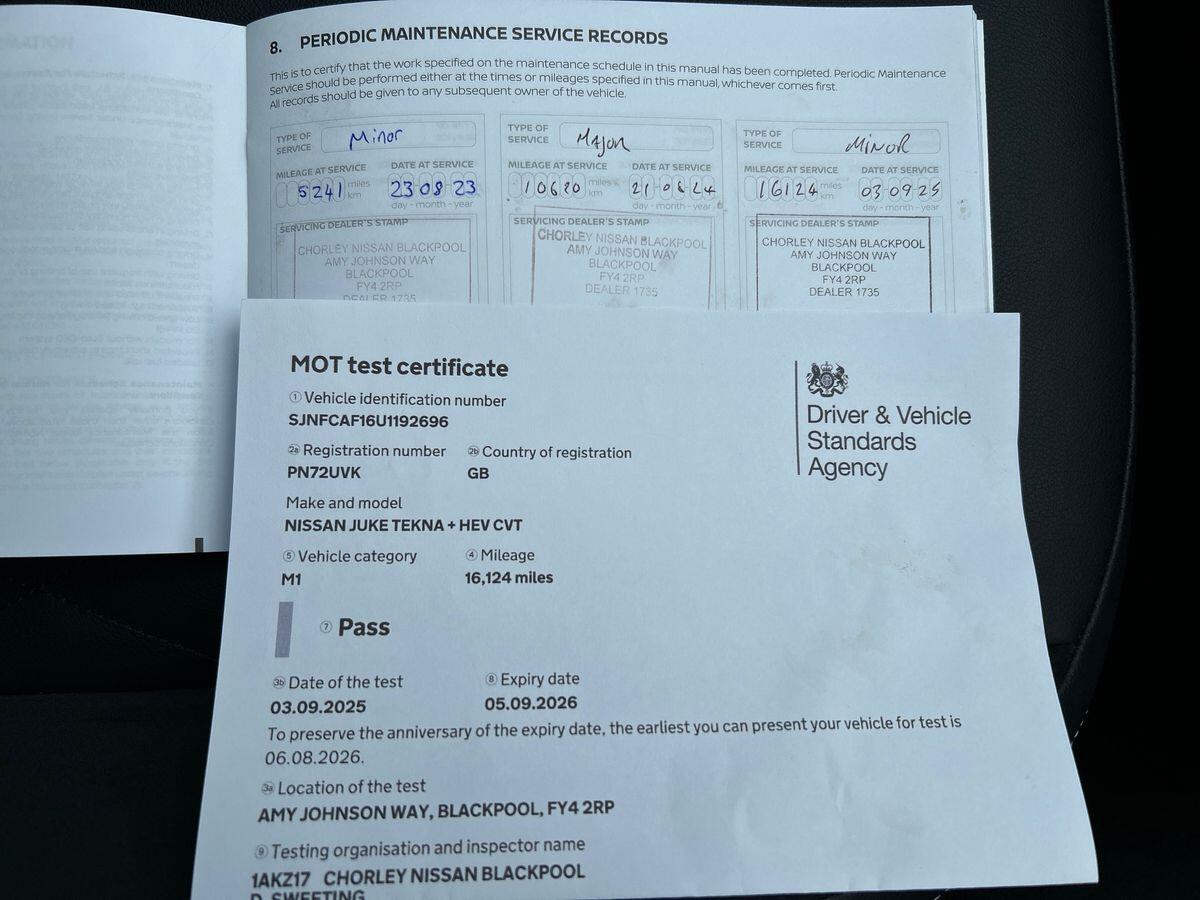 8. PERIODIC MAINTENANCE SERVICE RECORDS
This is to certify that the work specified on the maintenance schedule in this manual has been completed. Periodic Maintenance
Service should be performed either at the times or mileages specified in this manual, whichever comes first.
All records should be given to any subsequent owner of the vehicle.
TYPE OF SERVICE Minor
MILEAGE AT SERVICE DATE AT SERVICE
5241 miles km 23 08 23
day - month - year
SERVICING DEALER'S STAMP
CHORLEY NISSAN BLACKPOOL
AMY JOHNSON WAY
BLACKPOOL
FY4 2RP
DEALER 1735
TYPE OF SERVICE Major
MILEAGE AT SERVICE DATE AT SERVICE
10620 miles km 21 08 24
day - month - year
SERVICING DEALER'S STAMP
CHORLEY NISSAN BLACKPOOL
AMY JOHNSON WAY
BLACKPOOL
FY4 2RP
DEALER 1735
TYPE OF SERVICE MINOR
MILEAGE AT SERVICE DATE AT SERVICE
16124 miles km 03 09 25
day - month - year
SERVICING DEALER'S STAMP
CHORLEY NISSAN BLACKPOOL
AMY JOHNSON WAY
BLACKPOOL
FY4 2RP
DEALER 1735
MOT test certificate
1 Vehicle identification number
SJNFCAF16U1192696
2a Registration number 2b Country of registration
PN72UVK GB
Make and model
NISSAN JUKE TEKNA + HEV CVT
5 Vehicle category 4 Mileage
M1 16,124 miles
7 Pass
3b Date of the test 8 Expiry date
03.09.2025 05.09.2026
To preserve the anniversary of the expiry date, the earliest you can present your vehicle for test is
06.08.2026.
3a Location of the test
AMY JOHNSON WAY, BLACKPOOL, FY4 2RP
9 Testing organisation and inspector name
1AKZ17 CHORLEY NISSAN BLACKPOOL
D. SWEETING
Driver & Vehicle
Standards
Agency